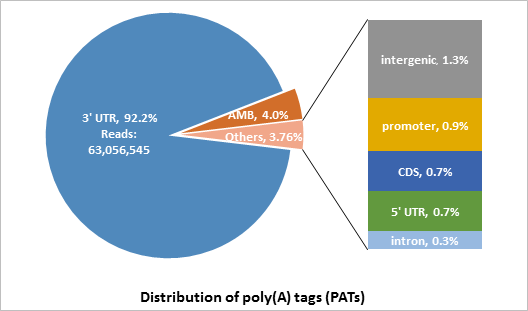 3' UTR, 92.2%
Reads:
63,056,545
AMB, 4.0%
Others, 3.76%
intergenic, 1.3%
promoter, 0.9%
CDS, 0.7%
5' UTR, 0.7%
intron, 0.3%
Distribution of poly(A) tags (PATs)